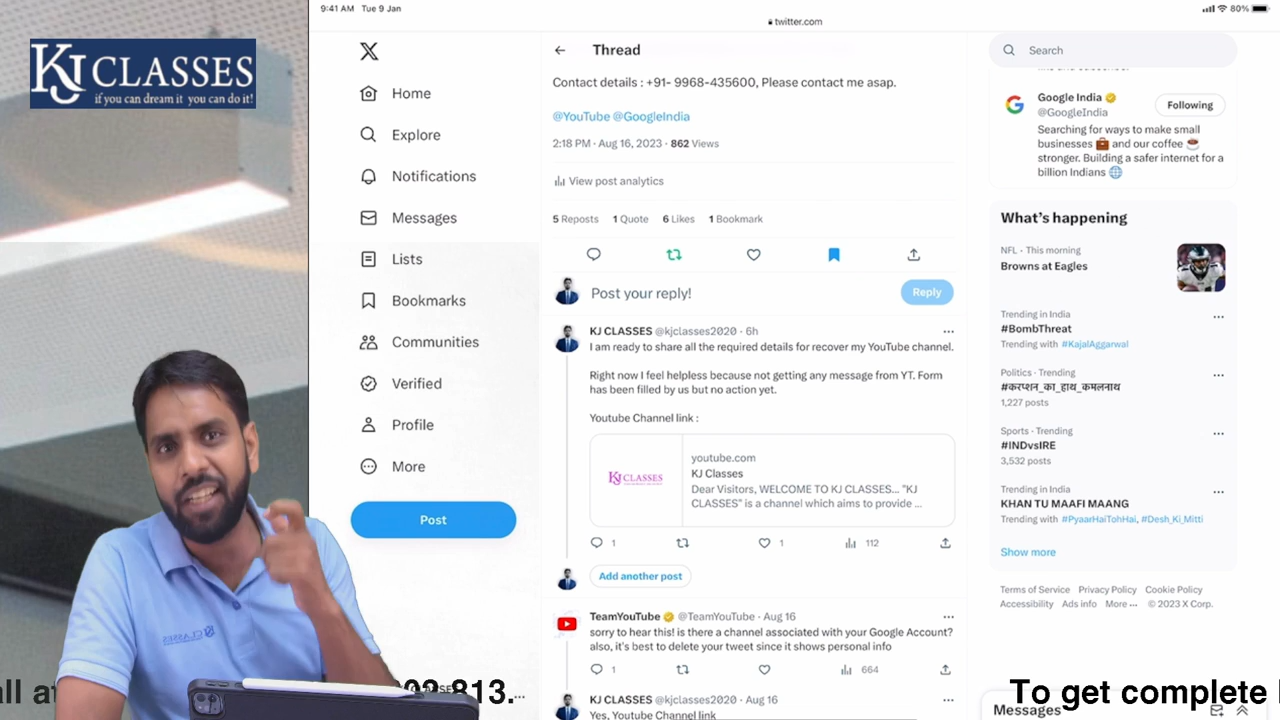 KJ CLASSES
if you can dream it you can do it!
9:41 AM Tue 9 Jan
twitter.com
80%
Home
Explore
Notifications
Messages
Lists
Bookmarks
Communities
Verified
Profile
More
Post
Thread
Contact details : +91- 9968-435600, Please contact me asap.
@YouTube @GoogleIndia
2:18 PM · Aug 16, 2023 · 862 Views
View post analytics
5 Reposts 1 Quote 6 Likes 1 Bookmark
Post your reply!
Reply
KJ CLASSES @kjclasses2020 · 6h
I am ready to share all the required details for recover my YouTube channel.
Right now I feel helpless because not getting any message from YT. Form
has been filled by us but no action yet.
Youtube Channel link :
KJ CLASSES
youtube.com
KJ Classes
Dear Visitors, WELCOME TO KJ CLASSES... "KJ
CLASSES" is a channel which aims to provide ...
1 1 112
Add another post
TeamYouTube @TeamYouTube · Aug 16
sorry to hear this! is there a channel associated with your Google Account?
also, it's best to delete your tweet since it shows personal info
1 664
KJ CLASSES @kjclasses2020 · Aug 16
Yes, Youtube Channel link
Search
Google India
@GoogleIndia
Following
Searching for ways to make small
businesses 💼 and our coffee ☕
stronger. Building a safer internet for a
billion Indians 🌐
What's happening
NFL · This morning
Browns at Eagles
Trending in India
#BombThreat
Trending with #KajalAggarwal
Politics · Trending
#करप्शन_का_हाथ_कमलनाथ
1,227 posts
Sports · Trending
#INDvsIRE
3,532 posts
Trending in India
KHAN TU MAAFI MAANG
Trending with #PyaarHaiTohHai, #Desh_Ki_Mitti
Show more
Terms of Service Privacy Policy Cookie Policy
Accessibility Ads info More ··· © 2023 X Corp.
Messages
813.
To get complete